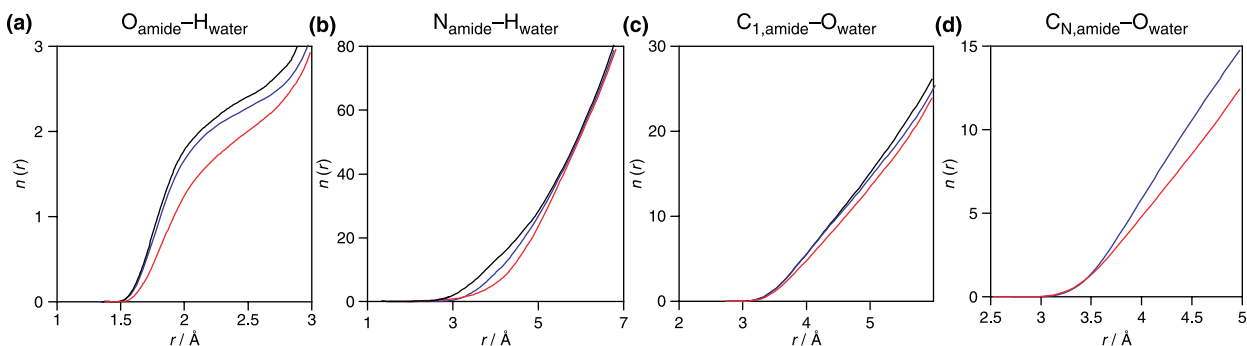 (a) O_amide–H_water
3
2
1
0
n (r)
1 1.5 2 2.5 3
r / Å
(b) N_amide–H_water
80
60
40
20
0
n (r)
1 3 5 7
r / Å
(c) C_1,amide–O_water
30
20
10
0
n (r)
2 3 4 5
r / Å
(d) C_N,amide–O_water
15
10
5
0
n (r)
2.5 3 3.5 4 4.5 5
r / Å